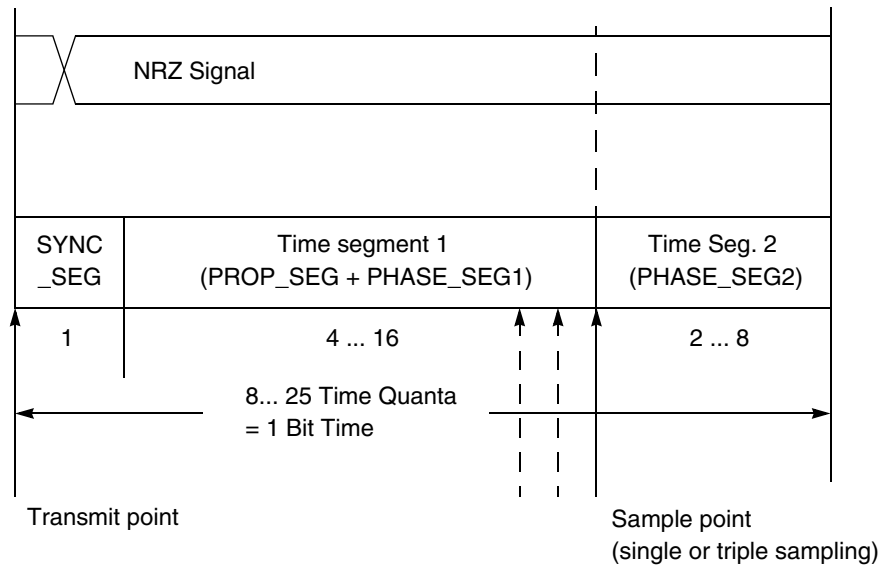 NRZ Signal
SYNC
_SEG
Time segment 1
(PROP_SEG + PHASE_SEG1)
Time Seg. 2
(PHASE_SEG2)
1
4 ... 16
2 ... 8
8... 25 Time Quanta
= 1 Bit Time
Transmit point
Sample point
(single or triple sampling)